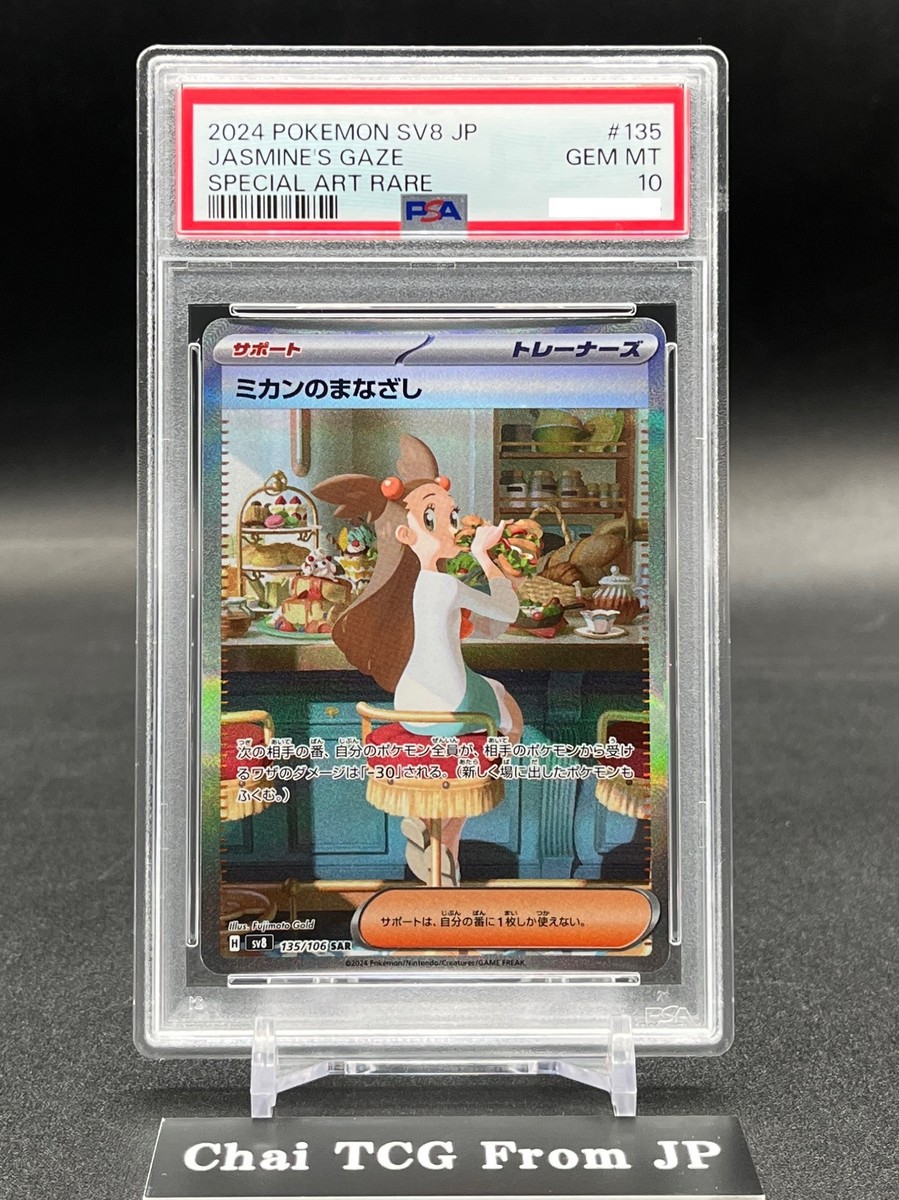 2024 POKEMON SV8 JP #135
JASMINE'S GAZE GEM MT
SPECIAL ART RARE 10
PSA
サポート トレーナーズ
ミカンのまなざし
次の相手の番、自分のポケモン全員が、相手のポケモンから受け
るワザのダメージは「-30」される。(新しく場に出したポケモンも
ふくむ。)
サポートは、自分の番に1枚しか使えない。
Illus. Fujimoto Gold
H SV8 135/106 SAR
©2024 Pokémon/Nintendo/Creatures/GAME FREAK.
PSA
Chai TCG From JP